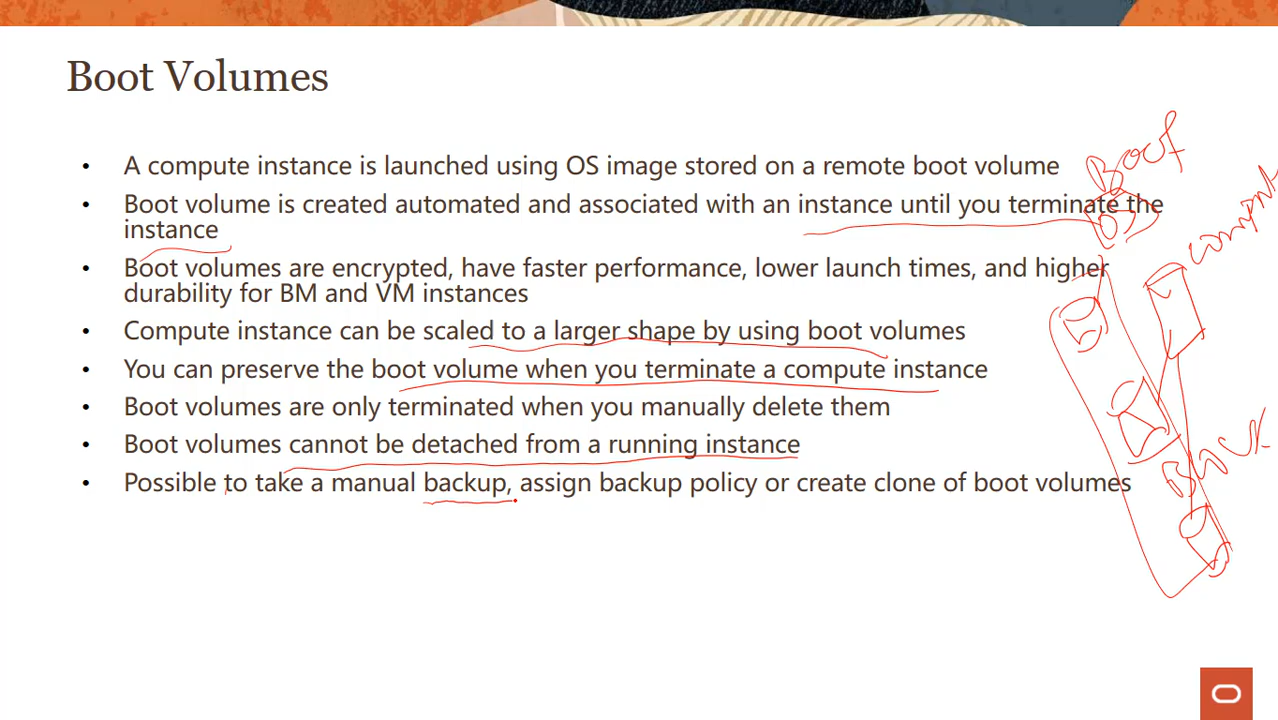 Boot Volumes
• A compute instance is launched using OS image stored on a remote boot volume
• Boot volume is created automated and associated with an instance until you terminate the
instance
• Boot volumes are encrypted, have faster performance, lower launch times, and higher
durability for BM and VM instances
• Compute instance can be scaled to a larger shape by using boot volumes
• You can preserve the boot volume when you terminate a compute instance
• Boot volumes are only terminated when you manually delete them
• Boot volumes cannot be detached from a running instance
• Possible to take a manual backup, assign backup policy or create clone of boot volumes
Boot
OS